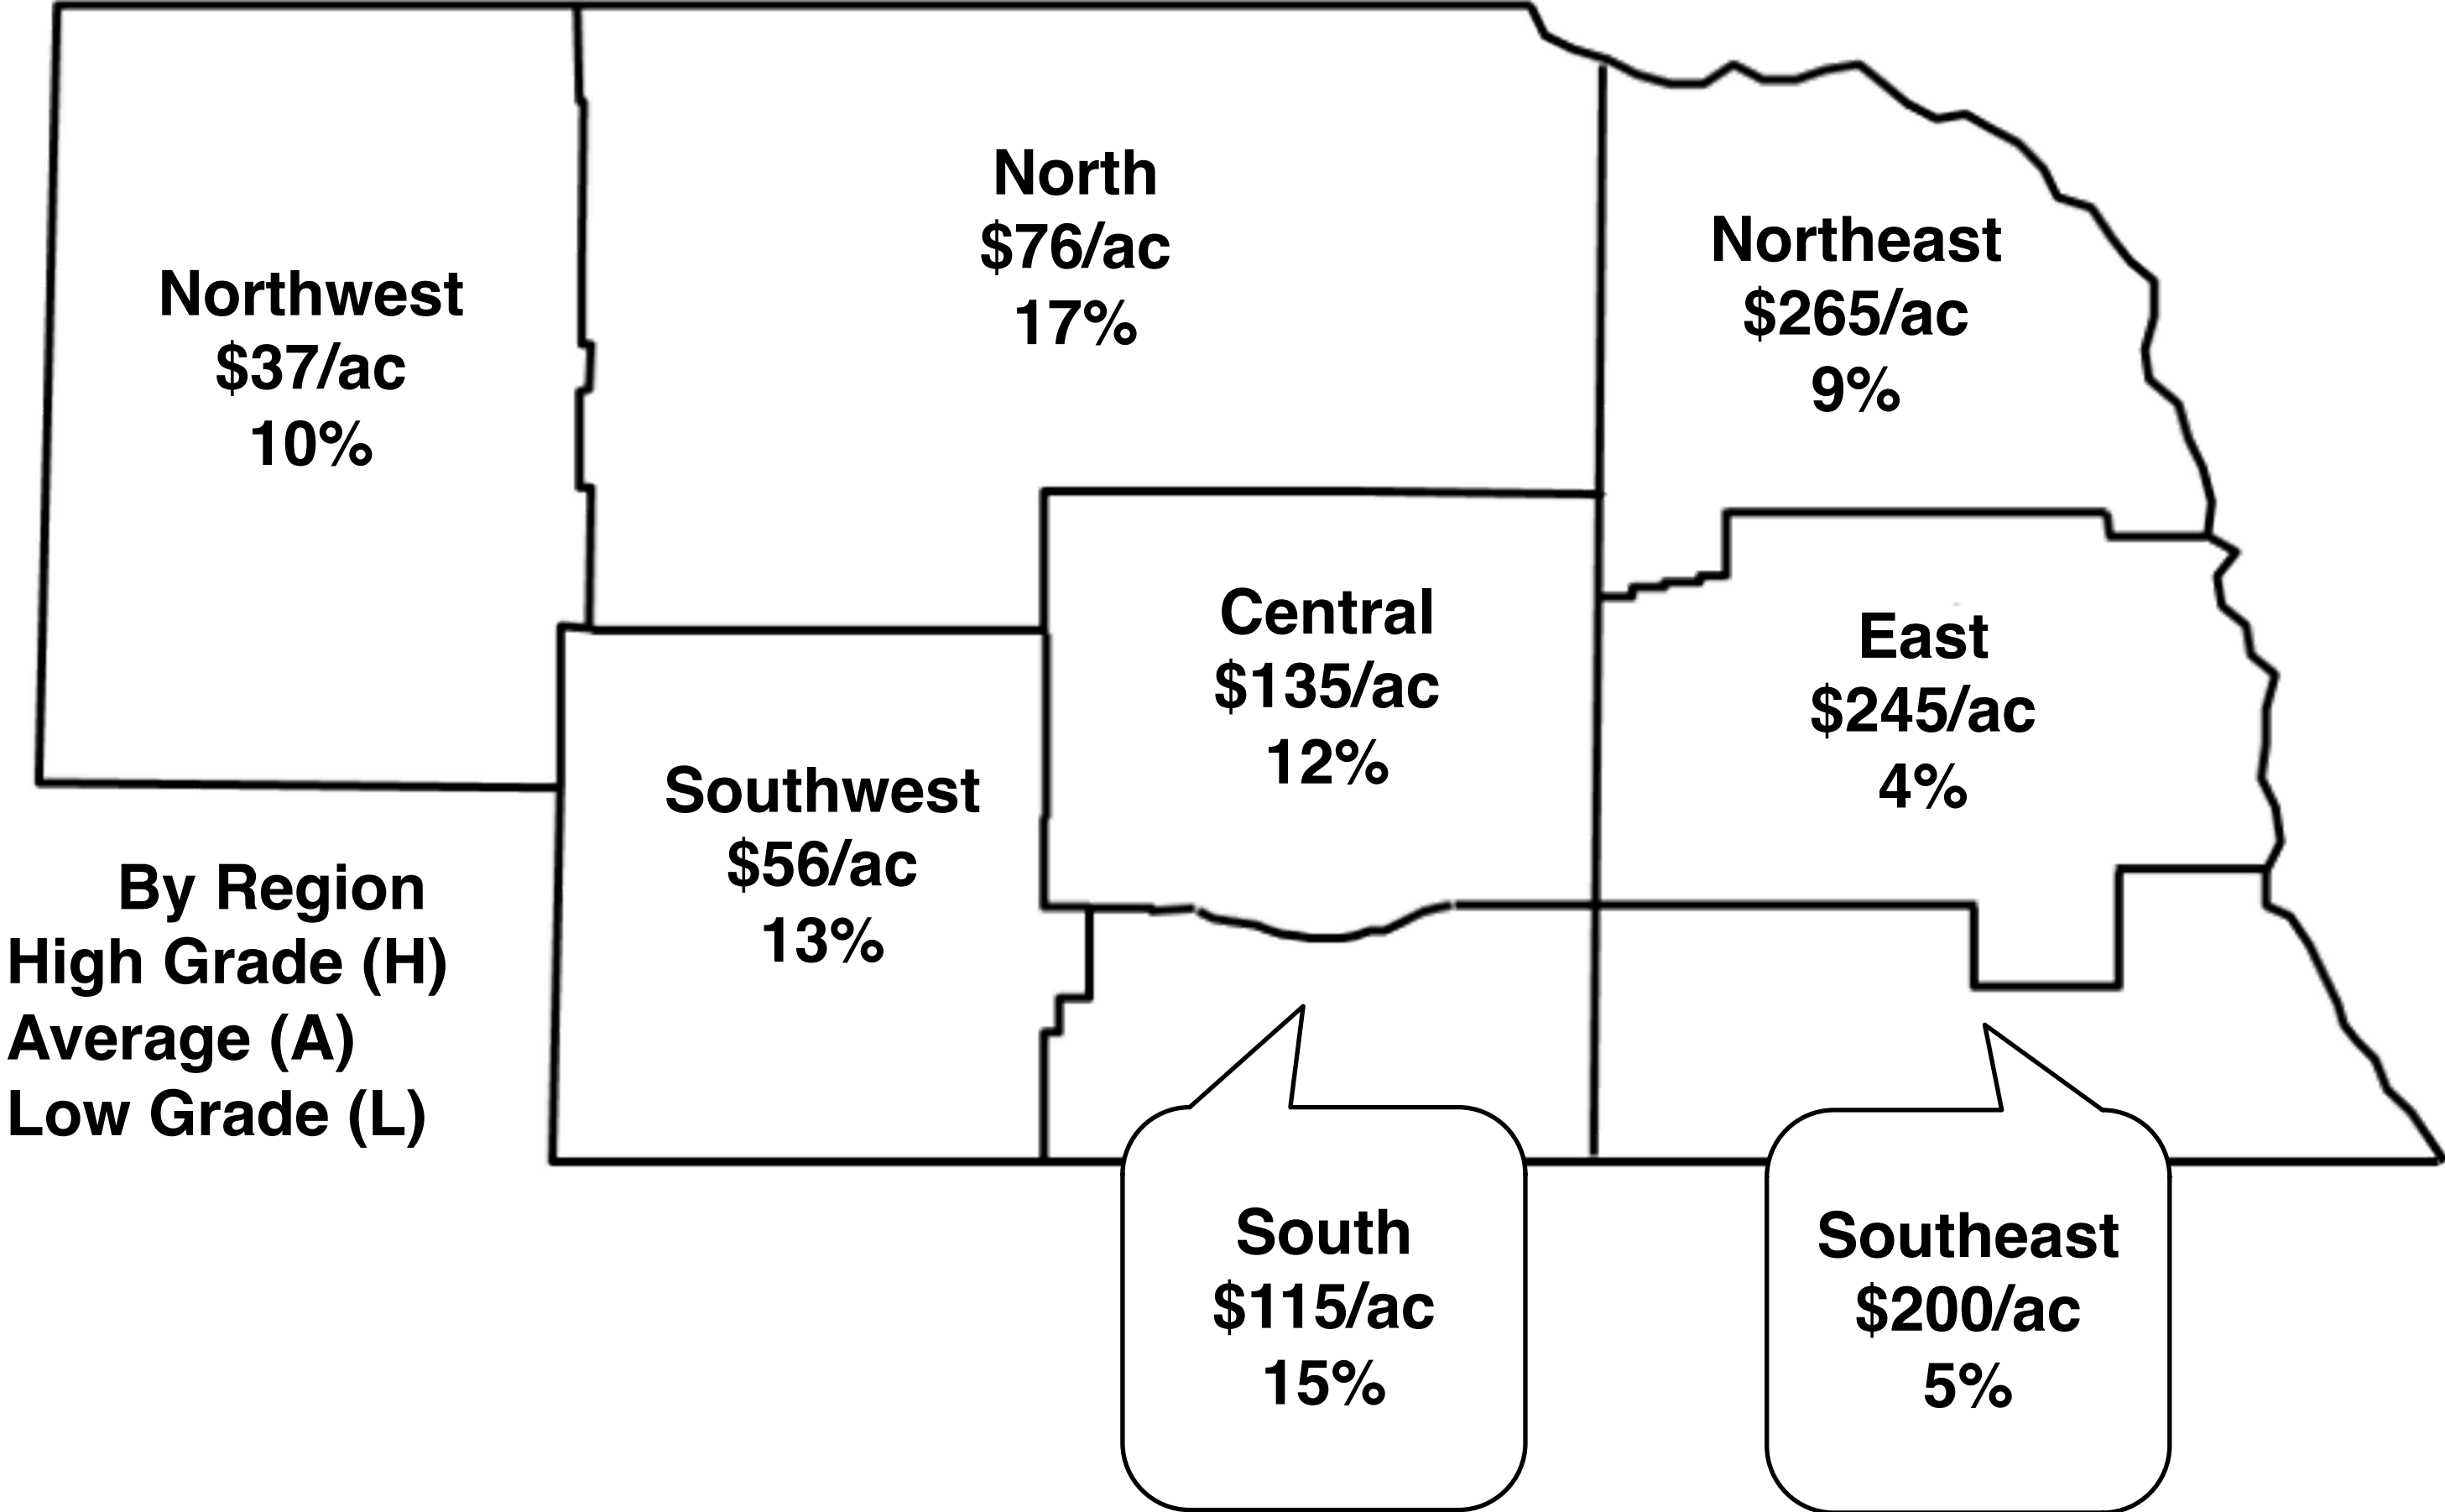 North
$76/ac
17%
Northeast
$265/ac
9%
Northwest
$37/ac
10%
Central
$135/ac
12%
East
$245/ac
4%
Southwest
$56/ac
13%
By Region
High Grade (H)
Average (A)
Low Grade (L)
South
$115/ac
15%
Southeast
$200/ac
5%